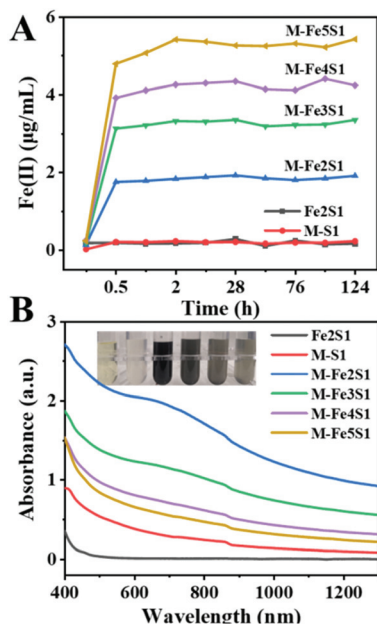 A
M-Fe5S1
M-Fe4S1
M-Fe3S1
M-Fe2S1
Fe2S1
M-S1
Fe(II) (μg/mL)
6
4
2
0
0.5 2 28 76 124
Time (h)
B
Fe2S1
M-S1
M-Fe2S1
M-Fe3S1
M-Fe4S1
M-Fe5S1
Absorbance (a.u.)
3
2
1
0
400 600 800 1000 1200
Wavelength (nm)